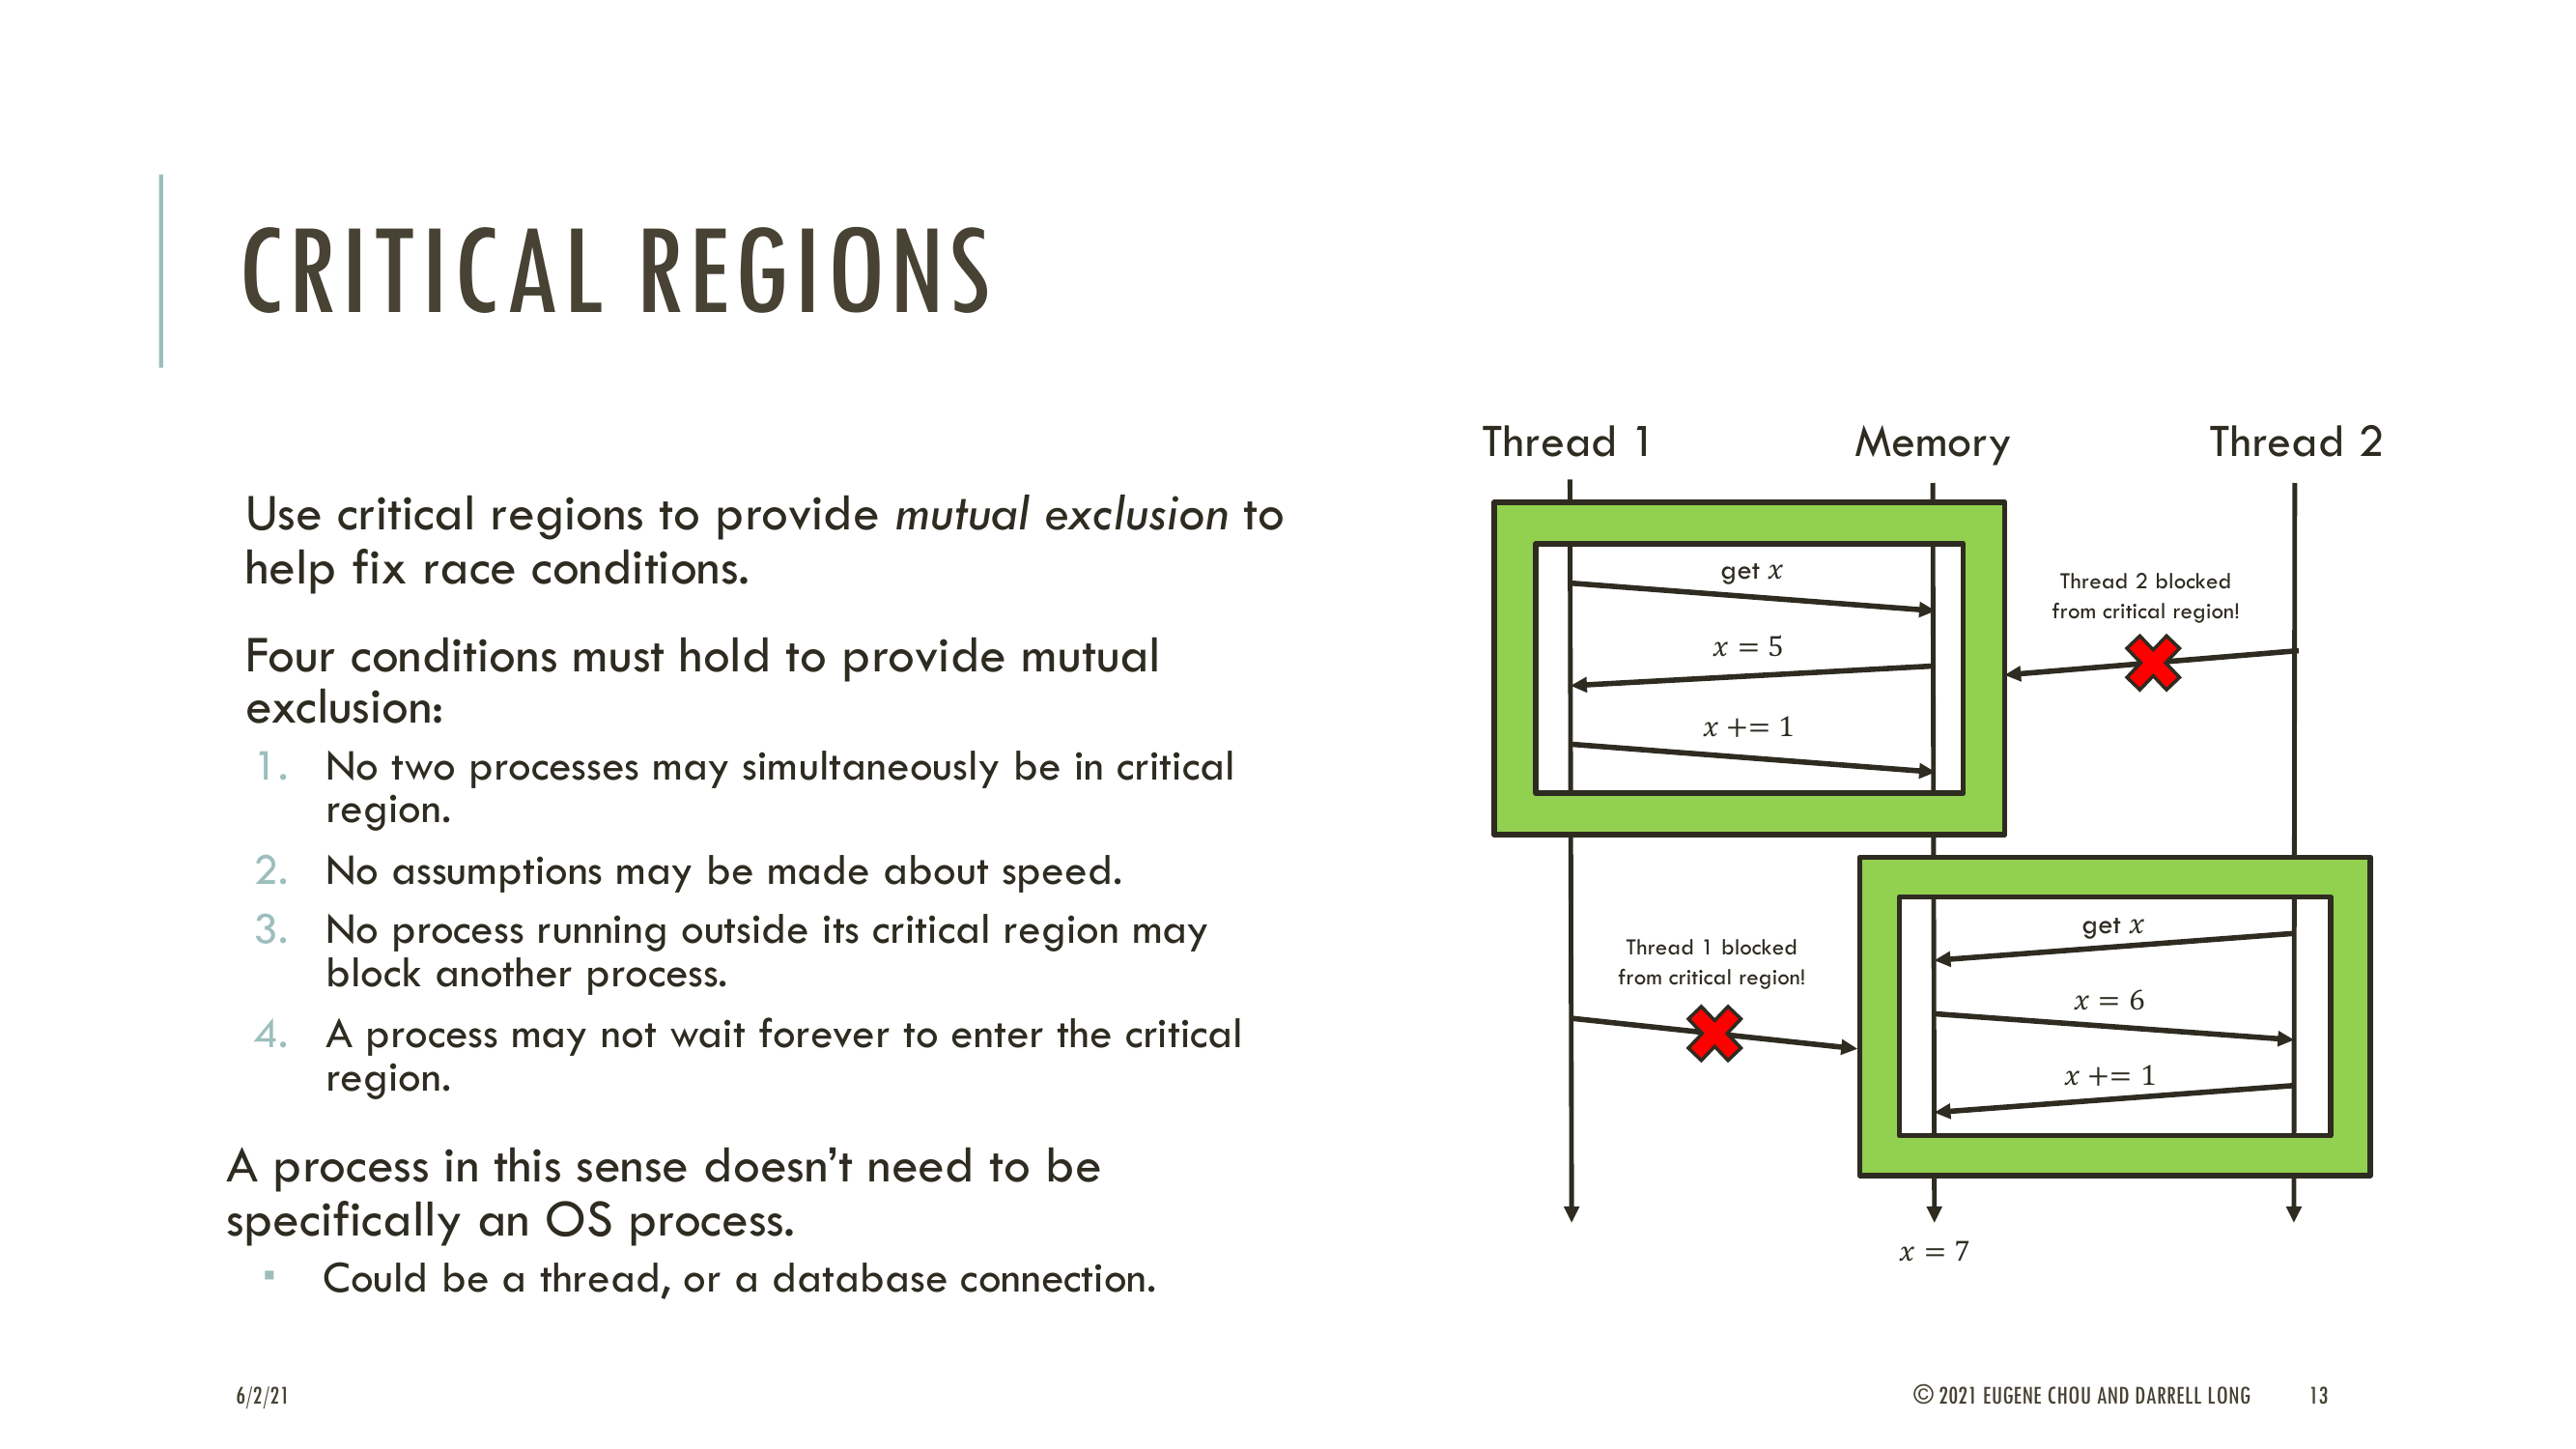 CRITICAL REGIONS
Use critical regions to provide mutual exclusion to
help fix race conditions.
Four conditions must hold to provide mutual
exclusion:
1. No two processes may simultaneously be in critical
region.
2. No assumptions may be made about speed.
3. No process running outside its critical region may
block another process.
4. A process may not wait forever to enter the critical
region.
A process in this sense doesn’t need to be
specifically an OS process.
▪ Could be a thread, or a database connection.
Thread 1 Memory Thread 2
get x
x = 5
x += 1
Thread 2 blocked
from critical region!
Thread 1 blocked
from critical region!
get x
x = 6
x += 1
x = 7
6/2/21 © 2021 EUGENE CHOU AND DARRELL LONG 13